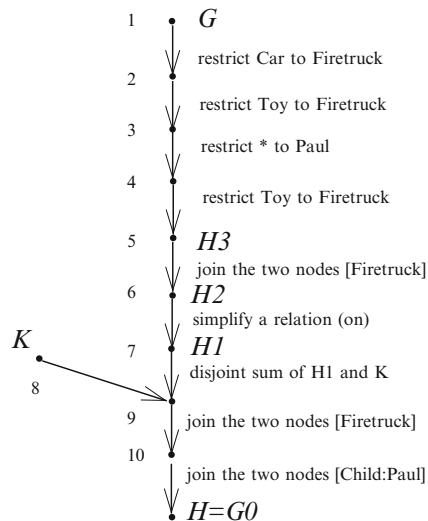 1 G
restrict Car to Firetruck
2
restrict Toy to Firetruck
3
restrict * to Paul
4
restrict Toy to Firetruck
5 H3
join the two nodes [Firetruck]
6 H2
simplify a relation (on)
7 H1
K
disjoint sum of H1 and K
8
9
join the two nodes [Firetruck]
10
join the two nodes [Child:Paul]
H=G0